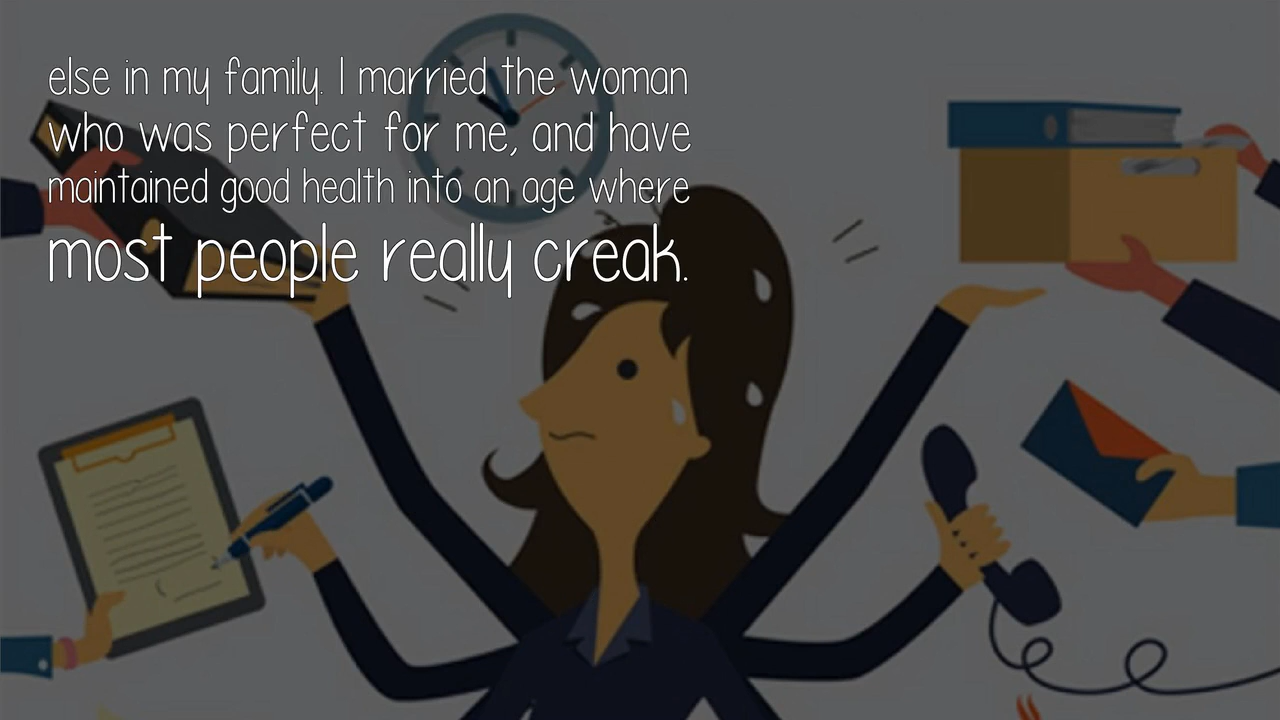 else in my family. I married the woman
who was perfect for me, and have
maintained good health into an age where
most people really creak.